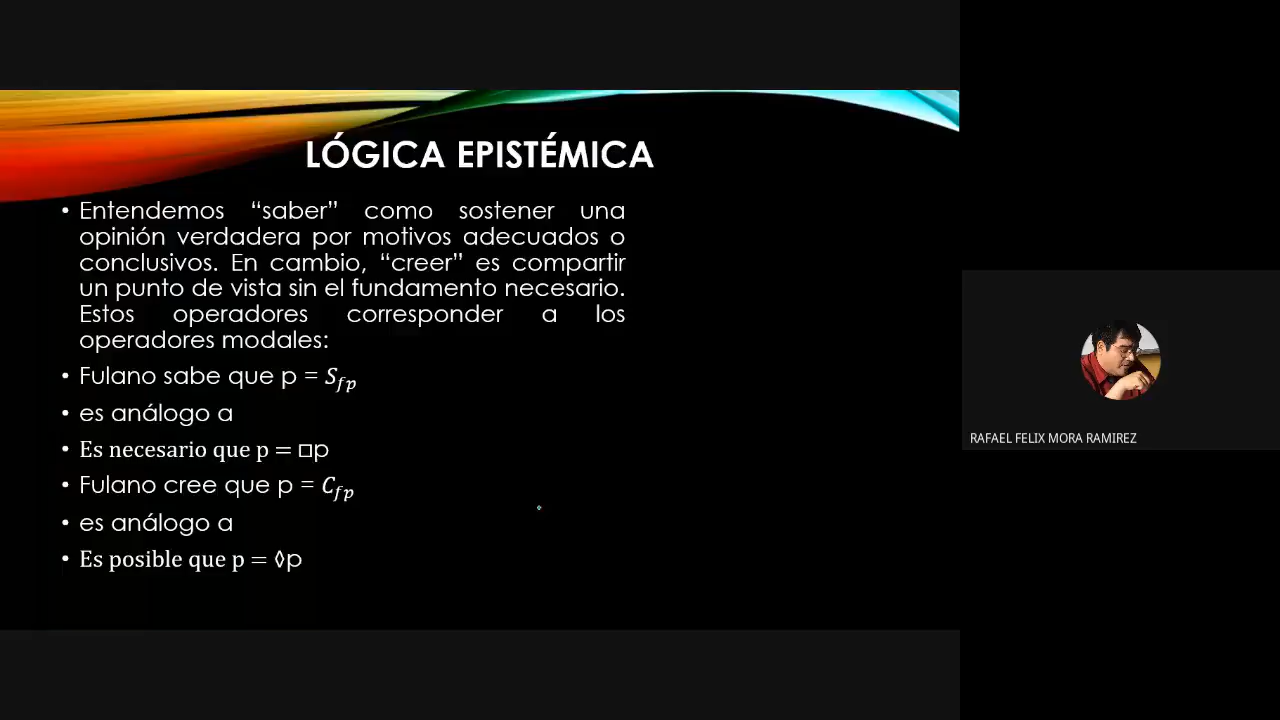 LÓGICA EPISTÉMICA
• Entendemos “saber” como sostener una
opinión verdadera por motivos adecuados o
conclusivos. En cambio, “creer” es compartir
un punto de vista sin el fundamento necesario.
Estos operadores corresponder a los
operadores modales:
• Fulano sabe que p = 𝑆𝑓𝑝
• es análogo a
• Es necesario que p = □p
• Fulano cree que p = 𝐶𝑓𝑝
• es análogo a
• Es posible que p = ◊p
RAFAEL FELIX MORA RAMIREZ